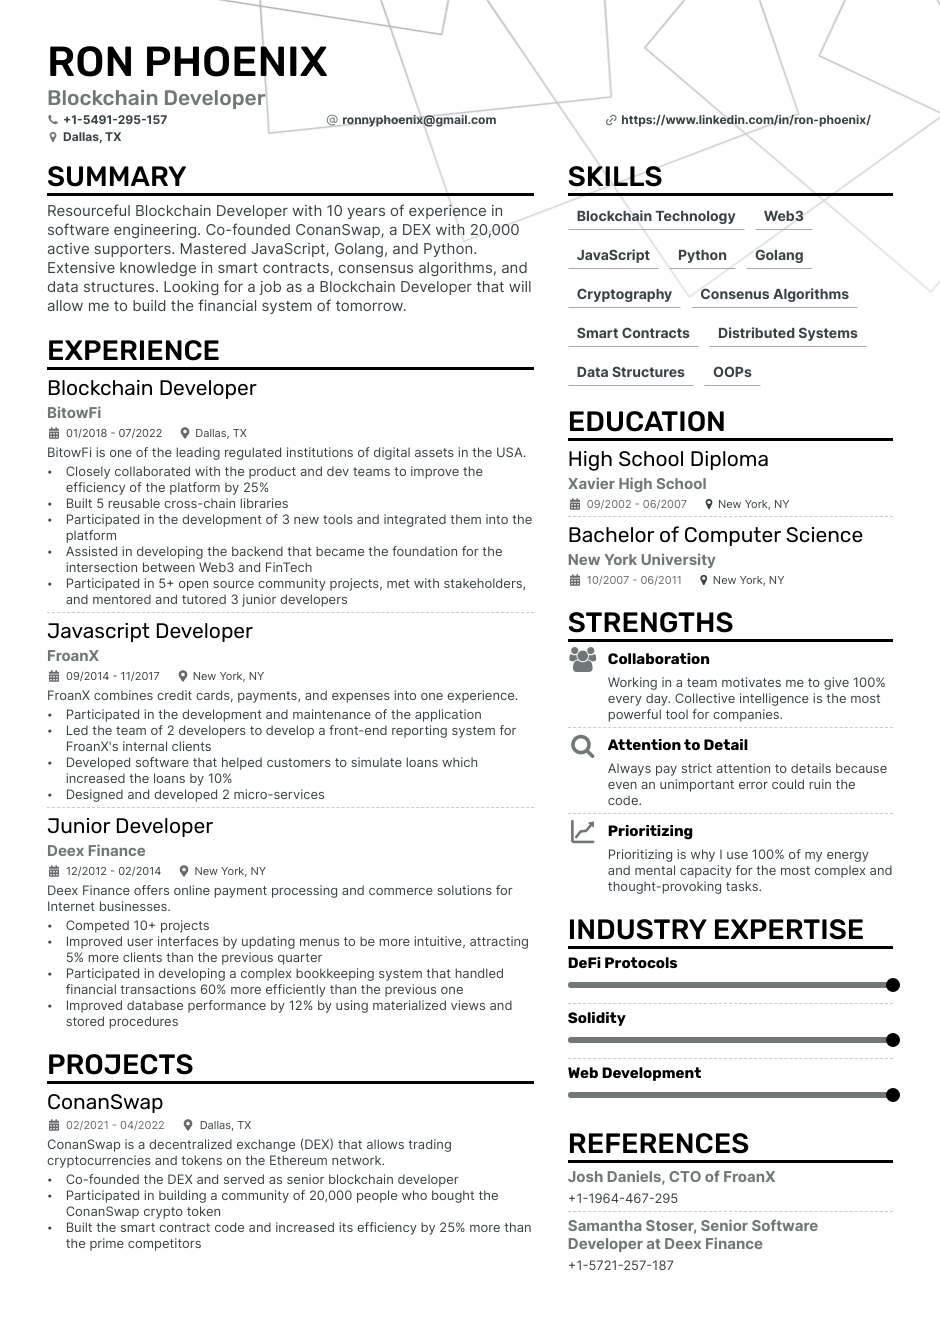 RON PHOENIX
Blockchain Developer
+1-5491-295-157
ronnyphoenix@gmail.com
https://www.linkedin.com/in/ron-phoenix/
Dallas, TX
SUMMARY
Resourceful Blockchain Developer with 10 years of experience in
software engineering. Co-founded ConanSwap, a DEX with 20,000
active supporters. Mastered JavaScript, Golang, and Python.
Extensive knowledge in smart contracts, consensus algorithms, and
data structures. Looking for a job as a Blockchain Developer that will
allow me to build the financial system of tomorrow.
EXPERIENCE
Blockchain Developer
BitowFi
01/2018 - 07/2022 Dallas, TX
BitowFi is one of the leading regulated institutions of digital assets in the USA.
• Closely collaborated with the product and dev teams to improve the
efficiency of the platform by 25%
• Built 5 reusable cross-chain libraries
• Participated in the development of 3 new tools and integrated them into the
platform
• Assisted in developing the backend that became the foundation for the
intersection between Web3 and FinTech
• Participated in 5+ open source community projects, met with stakeholders,
and mentored and tutored 3 junior developers
Javascript Developer
FroanX
09/2014 - 11/2017 New York, NY
FroanX combines credit cards, payments, and expenses into one experience.
• Participated in the development and maintenance of the application
• Led the team of 2 developers to develop a front-end reporting system for
FroanX's internal clients
• Developed software that helped customers to simulate loans which
increased the loans by 10%
• Designed and developed 2 micro-services
Junior Developer
Deex Finance
12/2012 - 02/2014 New York, NY
Deex Finance offers online payment processing and commerce solutions for
Internet businesses.
• Competed 10+ projects
• Improved user interfaces by updating menus to be more intuitive, attracting
5% more clients than the previous quarter
• Participated in developing a complex bookkeeping system that handled
financial transactions 60% more efficiently than the previous one
• Improved database performance by 12% by using materialized views and
stored procedures
PROJECTS
ConanSwap
02/2021 - 04/2022 Dallas, TX
ConanSwap is a decentralized exchange (DEX) that allows trading
cryptocurrencies and tokens on the Ethereum network.
• Co-founded the DEX and served as senior blockchain developer
• Participated in building a community of 20,000 people who bought the
ConanSwap crypto token
• Built the smart contract code and increased its efficiency by 25% more than
the prime competitors
SKILLS
Blockchain Technology Web3
JavaScript Python Golang
Cryptography Consenus Algorithms
Smart Contracts Distributed Systems
Data Structures OOPs
EDUCATION
High School Diploma
Xavier High School
09/2002 - 06/2007 New York, NY
Bachelor of Computer Science
New York University
10/2007 - 06/2011 New York, NY
STRENGTHS
Collaboration
Working in a team motivates me to give 100%
every day. Collective intelligence is the most
powerful tool for companies.
Attention to Detail
Always pay strict attention to details because
even an unimportant error could ruin the
code.
Prioritizing
Prioritizing is why I use 100% of my energy
and mental capacity for the most complex and
thought-provoking tasks.
INDUSTRY EXPERTISE
DeFi Protocols
Solidity
Web Development
REFERENCES
Josh Daniels, CTO of FroanX
+1-1964-467-295
Samantha Stoser, Senior Software
Developer at Deex Finance
+1-5721-257-187